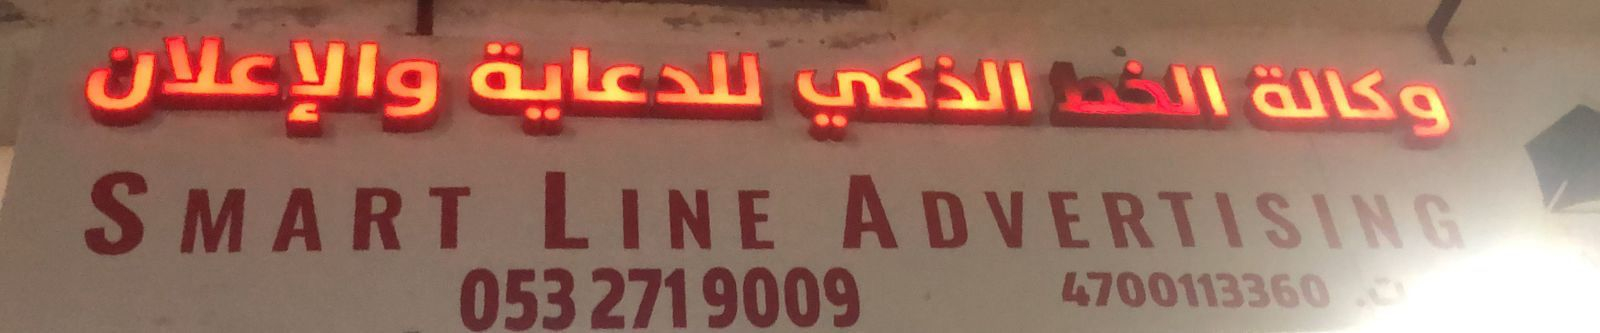 وكالة الخط الذكي للدعاية والإعلان
SMART LINE ADVERTISING
053 271 9009
ت. 4700113360